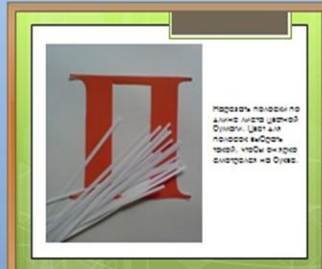 П
Нарезать полоски по
длине листа цветной
бумаги. Цвет для
полосок выбрать
такой, чтобы он ярко
смотрелся на букве.